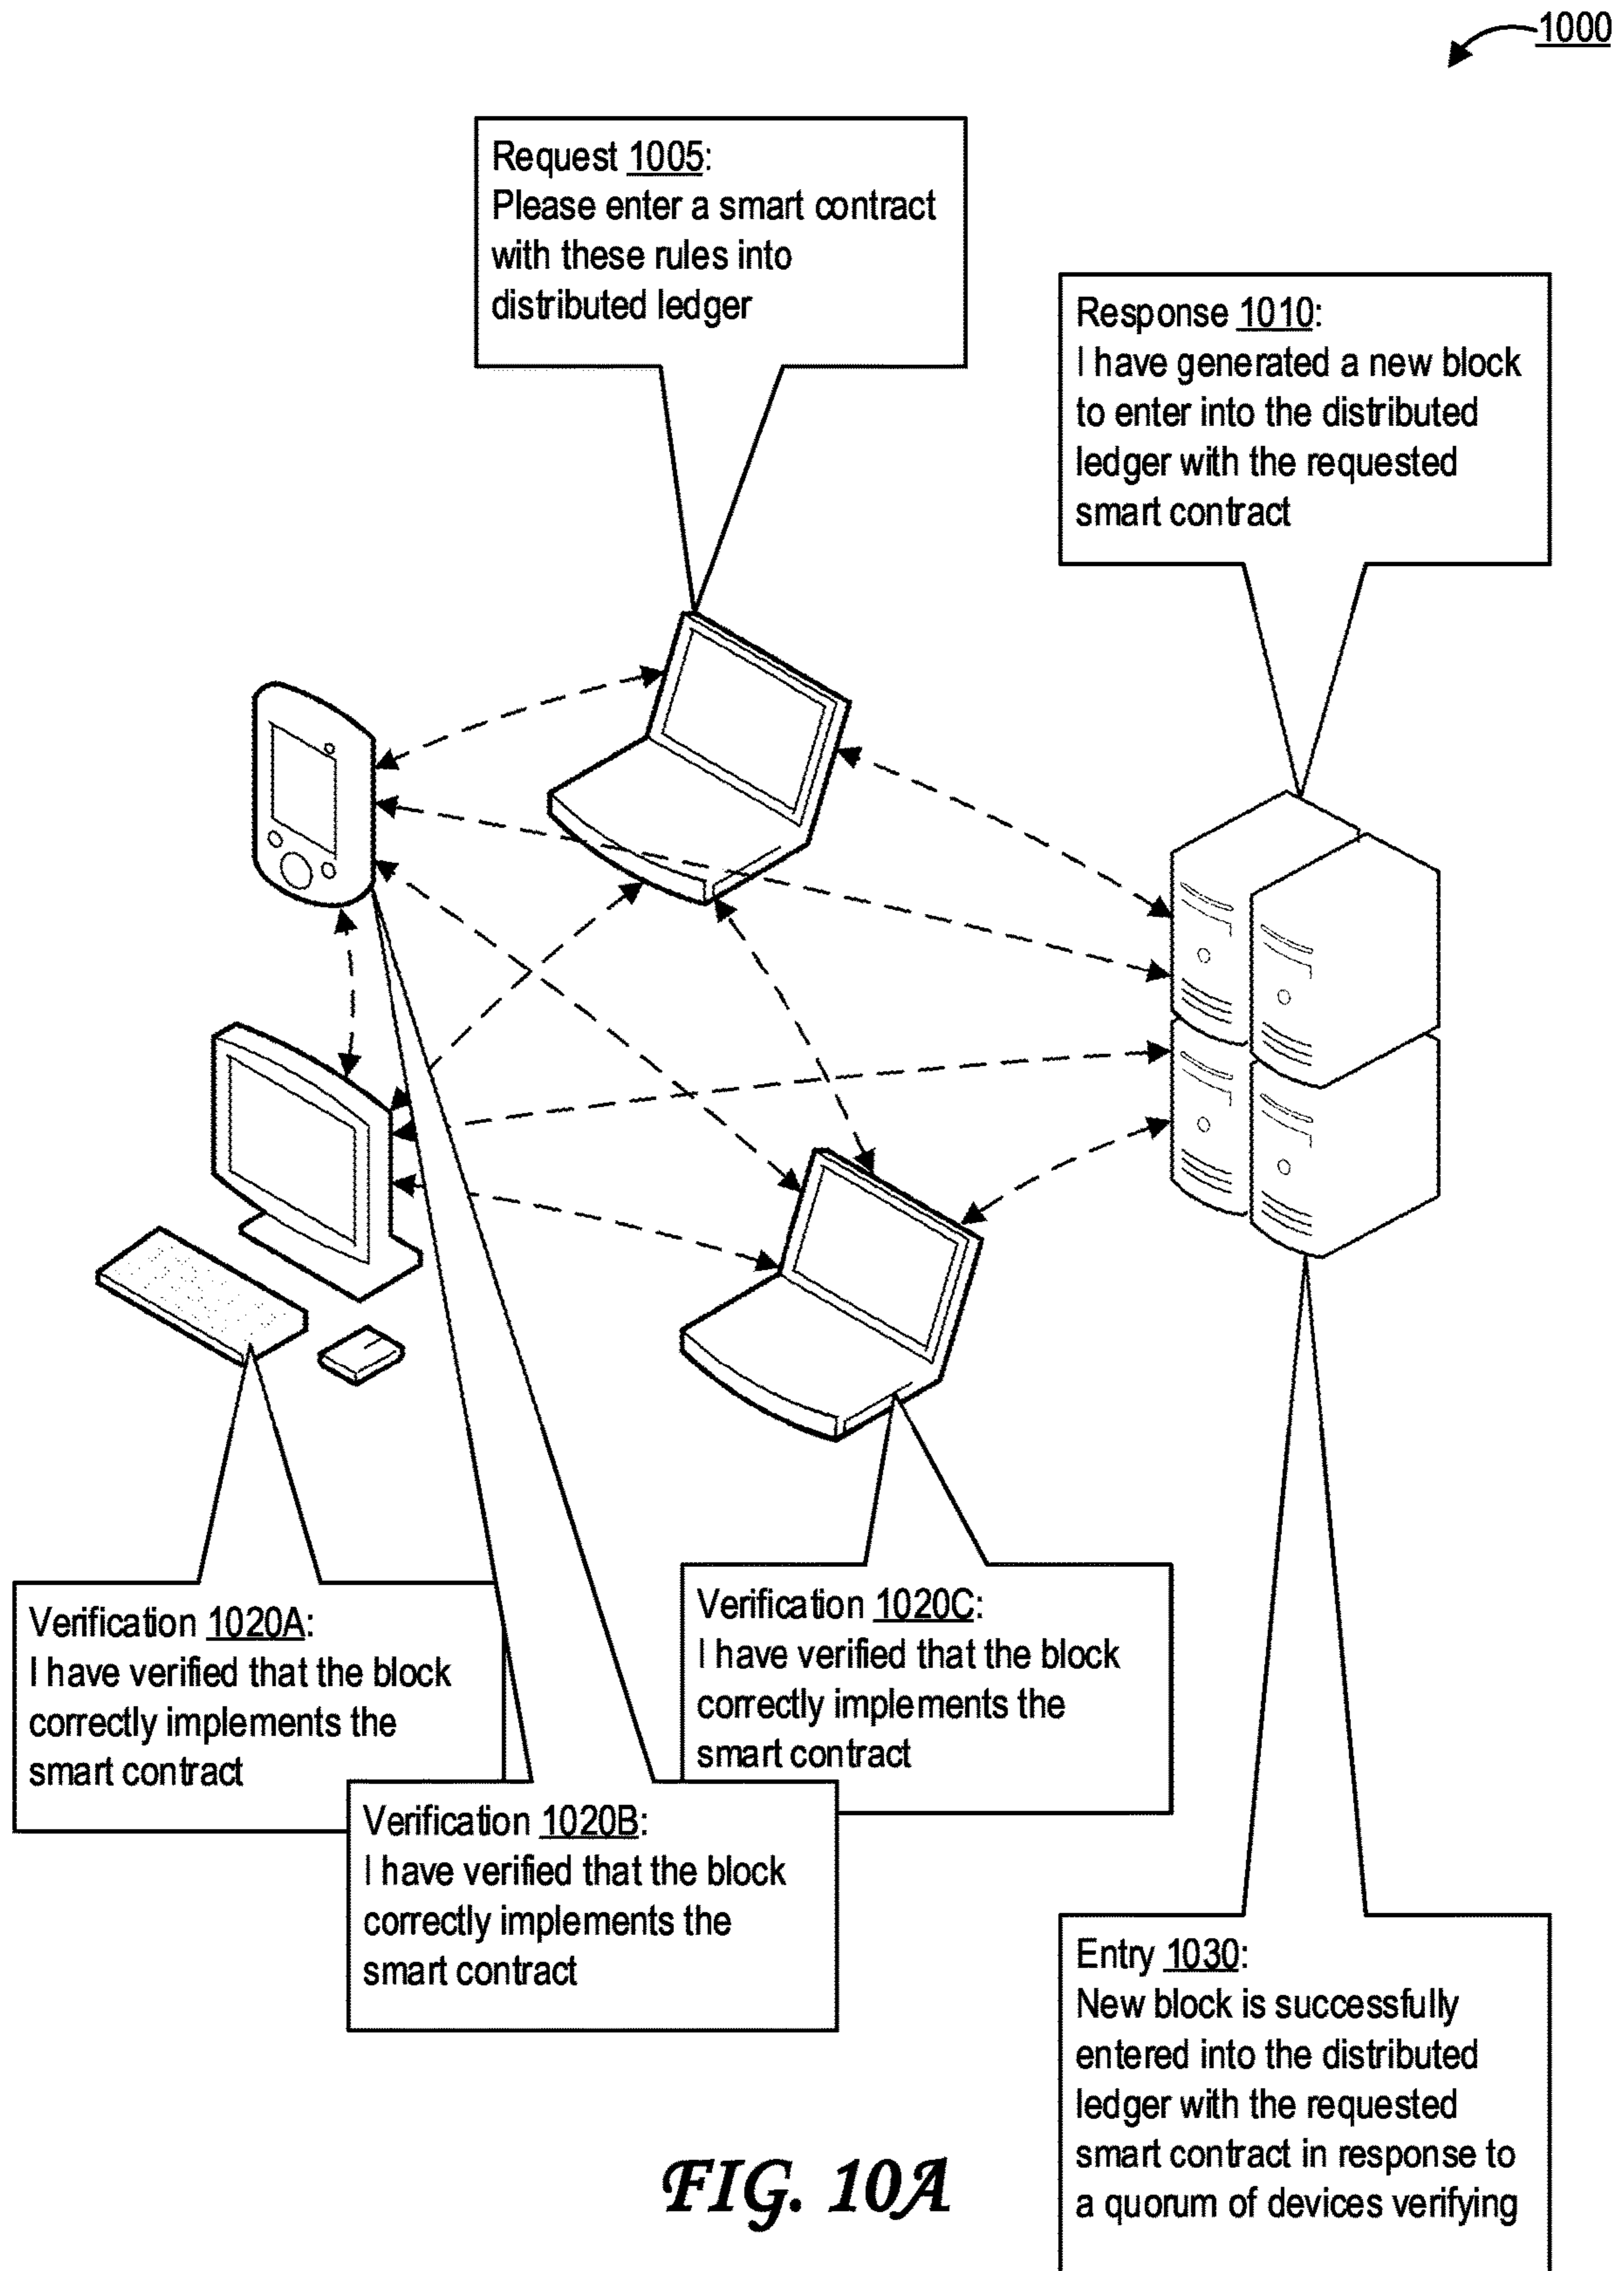 1000
Request 1005:
Please enter a smart contract
with these rules into
distributed ledger
Response 1010:
I have generated a new block
to enter into the distributed
ledger with the requested
smart contract
Verification 1020A:
I have verified that the block
correctly implements the
smart contract
Verification 1020B:
I have verified that the block
correctly implements the
smart contract
Verification 1020C:
I have verified that the block
correctly implements the
smart contract
Entry 1030:
New block is successfully
entered into the distributed
ledger with the requested
smart contract in response to
a quorum of devices verifying
FIG. 10A